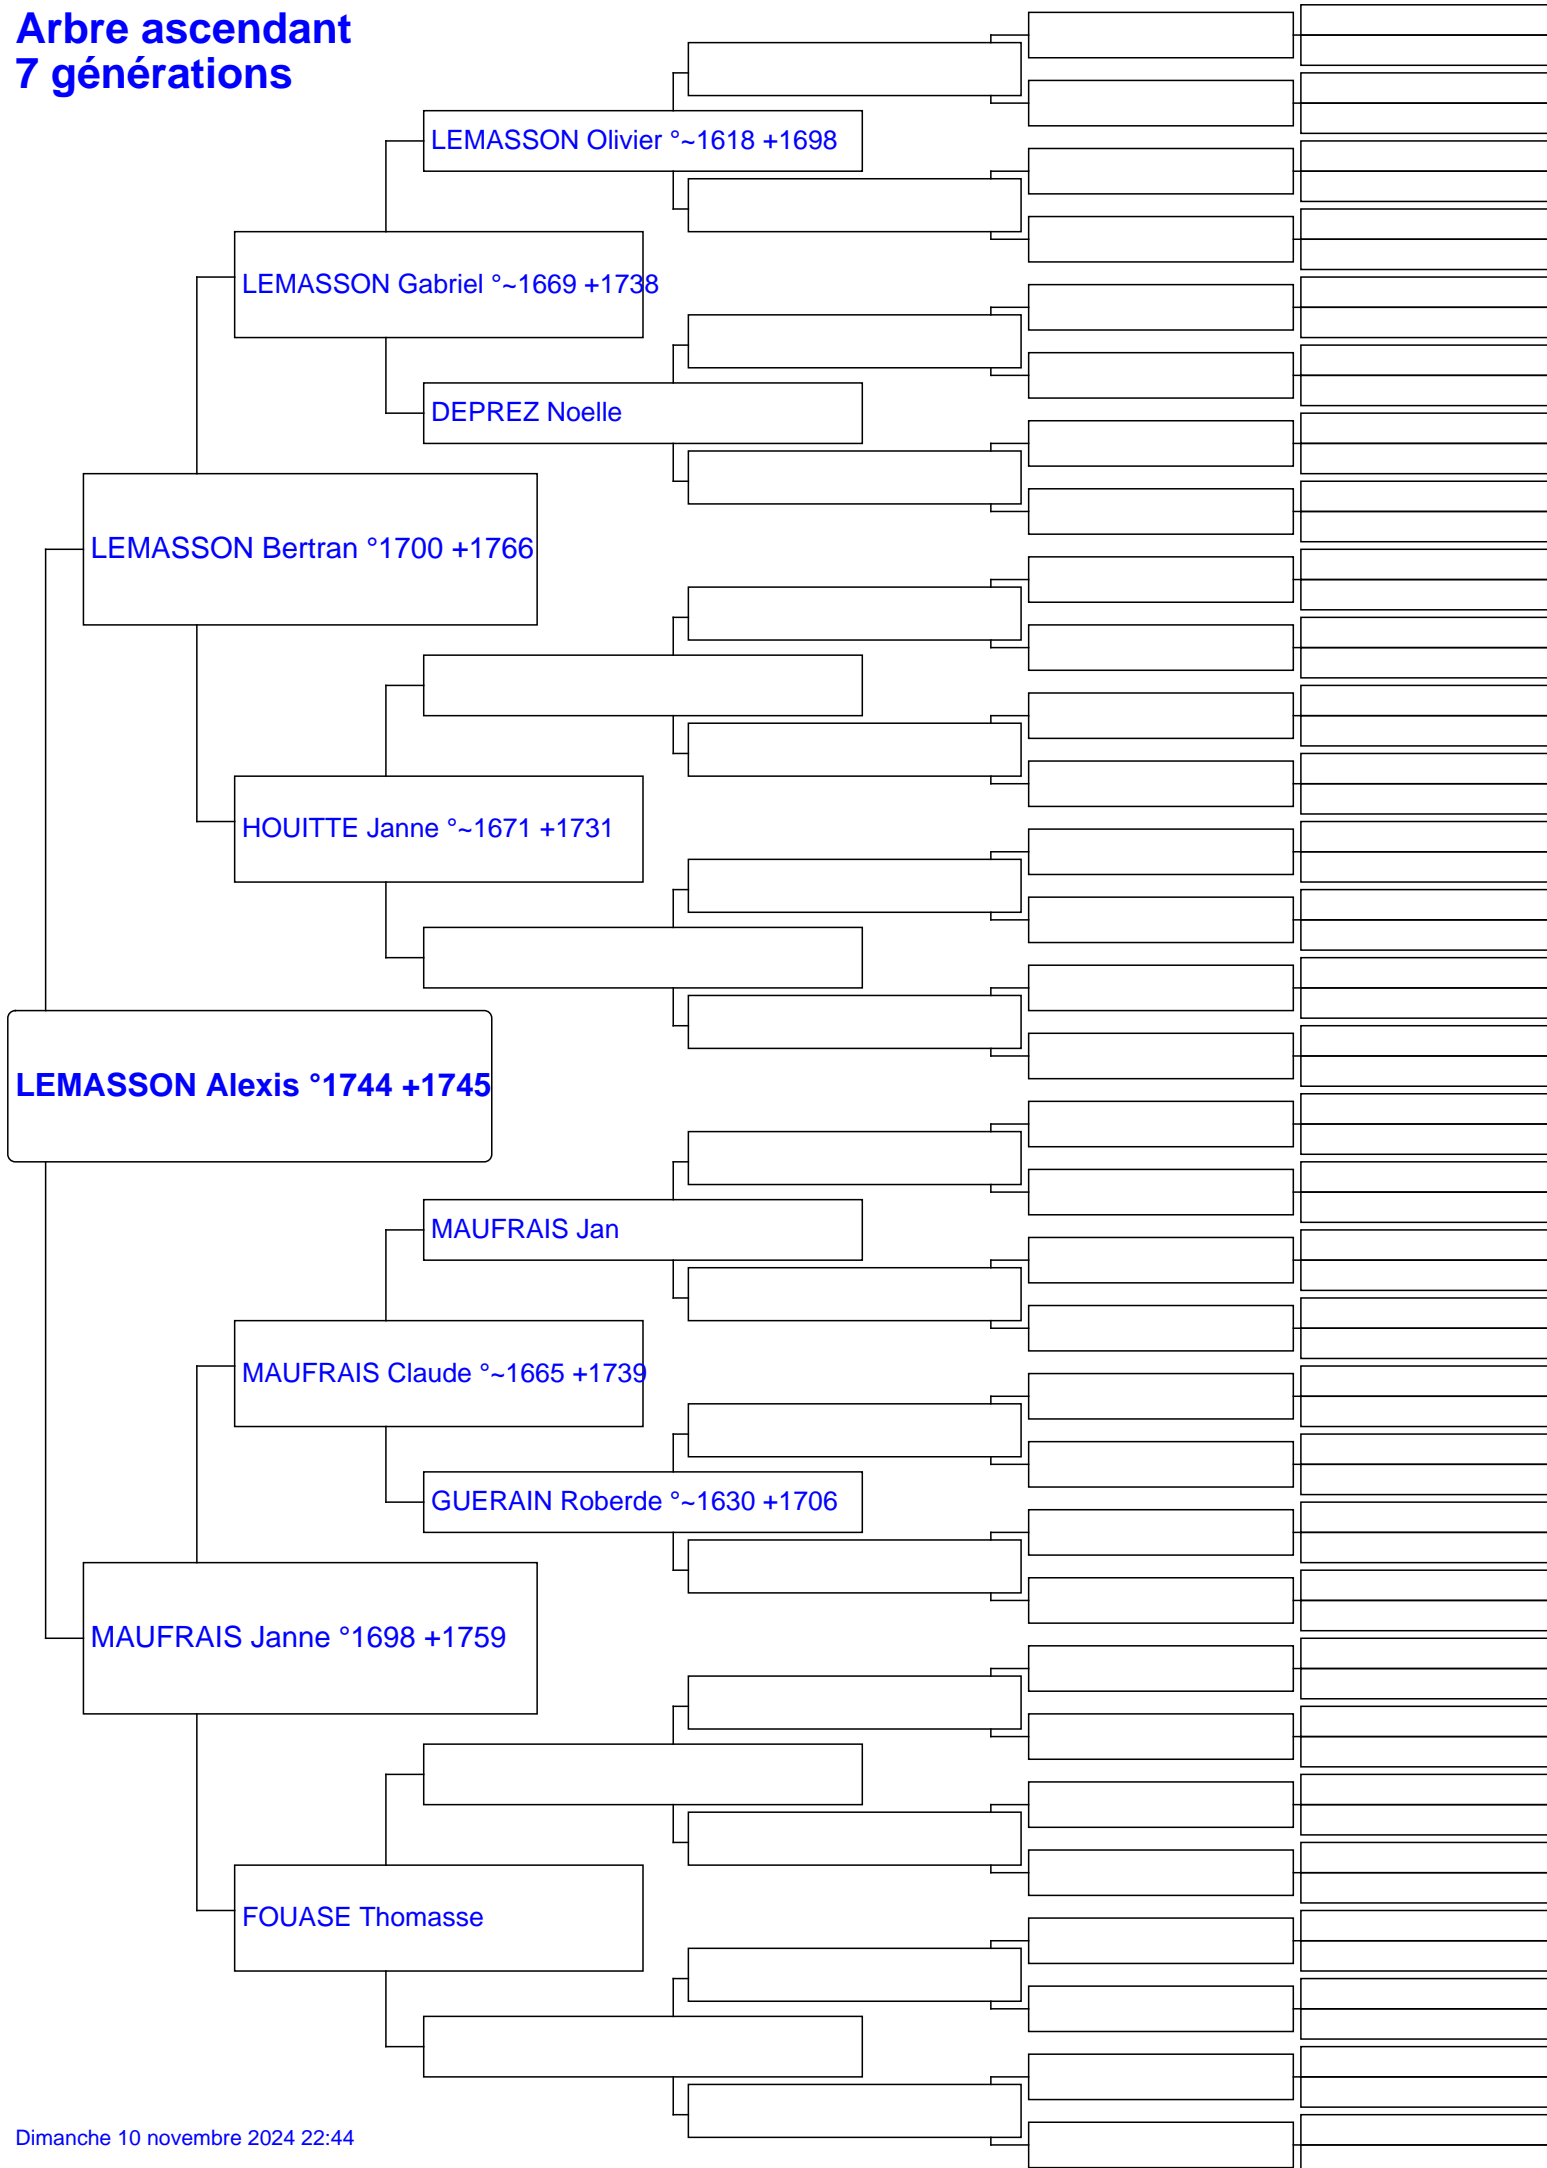 Arbre ascendant
7 générations
LEMASSON Olivier °~1618 +1698
LEMASSON Gabriel °~1669 +1738
DEPREZ Noelle
LEMASSON Bertran °1700 +1766
HOUITTE Janne °~1671 +1731
LEMASSON Alexis °1744 +1745
MAUFRAIS Jan
MAUFRAIS Claude °~1665 +1739
GUERAIN Roberde °~1630 +1706
MAUFRAIS Janne °1698 +1759
FOUASE Thomasse
Dimanche 10 novembre 2024 22:44